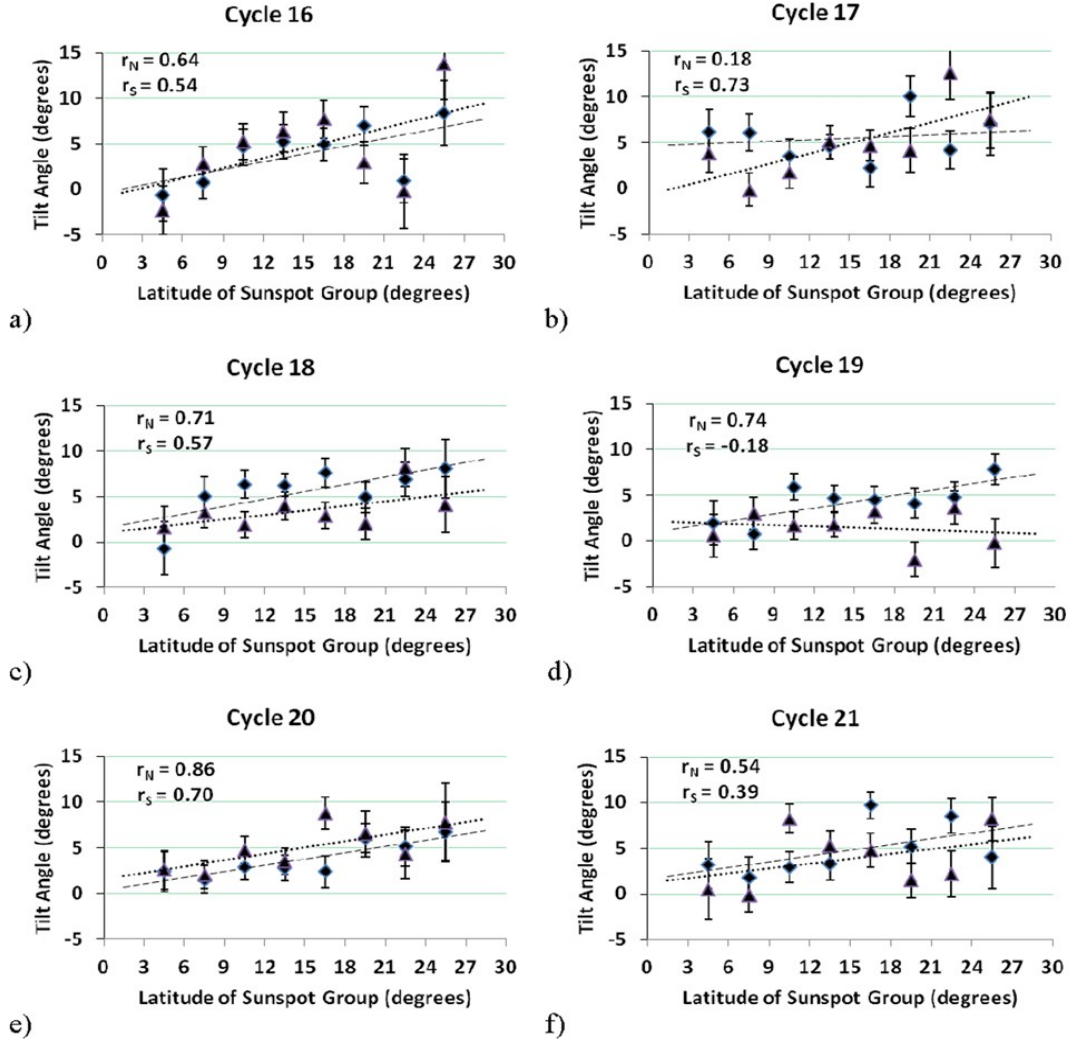 Cycle 16
r_N = 0.64
r_S = 0.54
Tilt Angle (degrees)
15
10
5
0
-5
0 3 6 9 12 15 18 21 24 27 30
Latitude of Sunspot Group (degrees)
a)
Cycle 17
r_N = 0.18
r_S = 0.73
Tilt Angle (degrees)
15
10
5
0
-5
0 3 6 9 12 15 18 21 24 27 30
Latitude of Sunspot Group (degrees)
b)
Cycle 18
r_N = 0.71
r_S = 0.57
Tilt Angle (degrees)
15
10
5
0
-5
0 3 6 9 12 15 18 21 24 27 30
Latitude of Sunspot Group (degrees)
c)
Cycle 19
r_N = 0.74
r_S = -0.18
Tilt Angle (degrees)
15
10
5
0
-5
0 3 6 9 12 15 18 21 24 27 30
Latitude of Sunspot Group (degrees)
d)
Cycle 20
r_N = 0.86
r_S = 0.70
Tilt Angle (degrees)
15
10
5
0
-5
0 3 6 9 12 15 18 21 24 27 30
Latitude of Sunspot Group (degrees)
e)
Cycle 21
r_N = 0.54
r_S = 0.39
Tilt Angle (degrees)
15
10
5
0
-5
0 3 6 9 12 15 18 21 24 27 30
Latitude of Sunspot Group (degrees)
f)